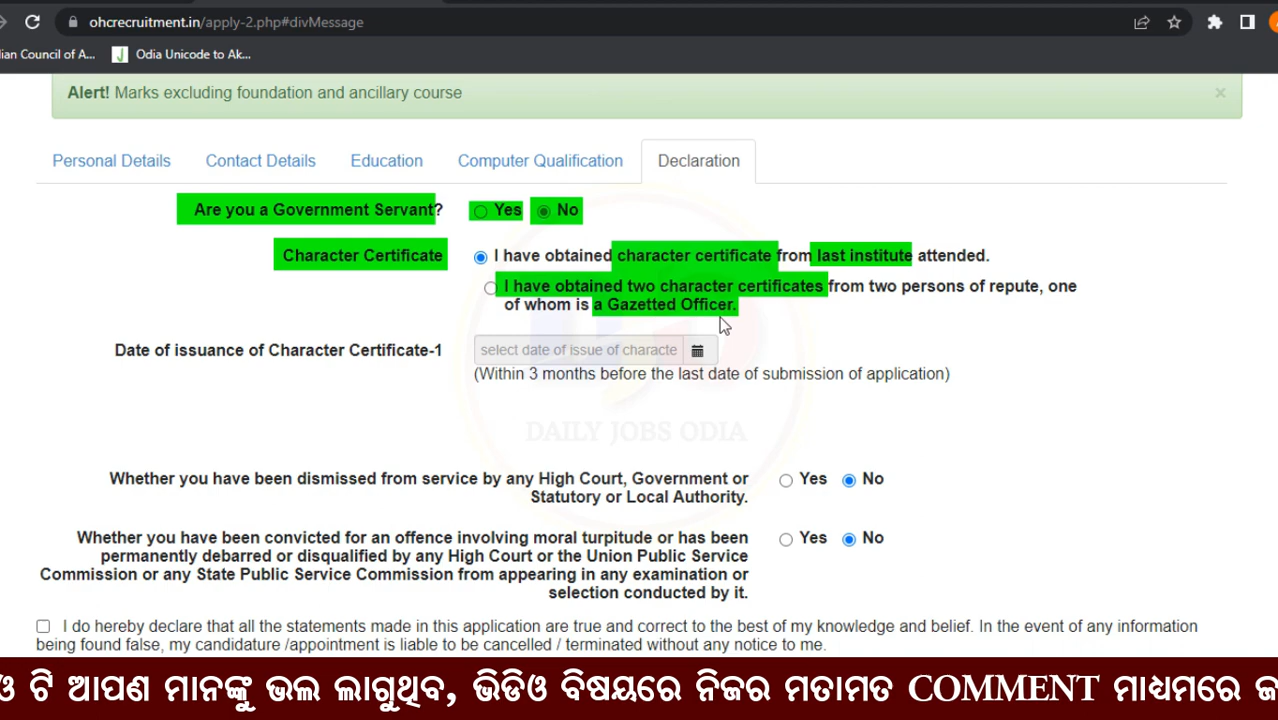 ohcrecruitment.in/apply-2.php#divMessage
ian Council of A...
Odia Unicode to Ak...
Alert! Marks excluding foundation and ancillary course
×
Personal Details
Contact Details
Education
Computer Qualification
Declaration
Are you a Government Servant?
Yes
No
Character Certificate
I have obtained character certificate from last institute attended.
I have obtained two character certificates from two persons of repute, one
of whom is a Gazetted Officer.
Date of issuance of Character Certificate-1
select date of issue of characte
(Within 3 months before the last date of submission of application)
DAILY JOBS ODIA
Whether you have been dismissed from service by any High Court, Government or
Statutory or Local Authority.
Yes
No
Whether you have been convicted for an offence involving moral turpitude or has been
permanently debarred or disqualified by any High Court or the Union Public Service
Commission or any State Public Service Commission from appearing in any examination or
selection conducted by it.
Yes
No
I do hereby declare that all the statements made in this application are true and correct to the best of my knowledge and belief. In the event of any information
being found false, my candidature /appointment is liable to be cancelled / terminated without any notice to me.
ଓ ଟି ଆପଣ ମାନଙ୍କୁ ଭଲ ଲାଗୁଥିବ, ଭିଡିଓ ବିଷୟରେ ନିଜର ମତାମତ COMMENT ମାଧ୍ୟମରେ ଜ